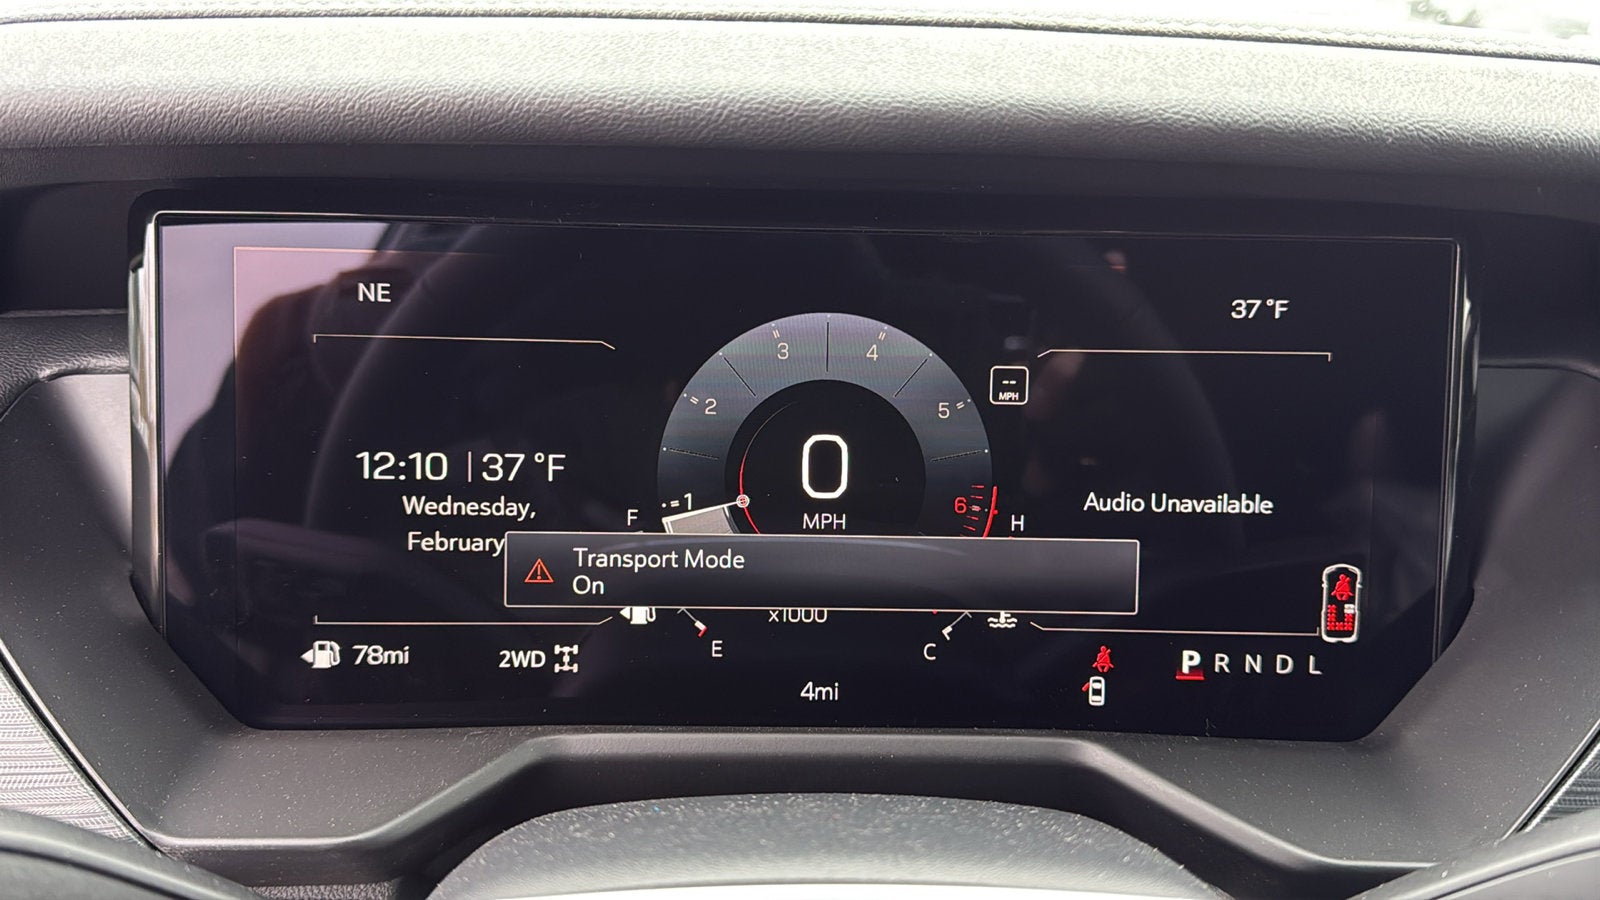 NE
37 °F
3
4
2
5
--
MPH
12:10 | 37 °F
Wednesday,
February
1
0
MPH
6
F
H
Audio Unavailable
Transport Mode
On
x1000
E
C
78mi
2WD
4mi
P R N D L